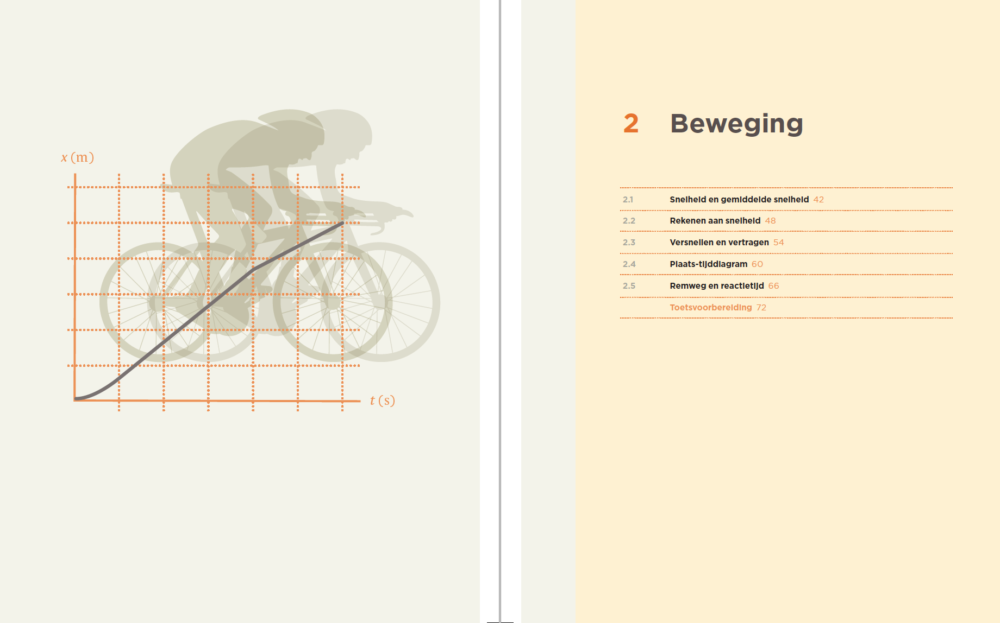 x (m)
t (s)
2 Beweging
2.1 Snelheid en gemiddelde snelheid 42
2.2 Rekenen aan snelheid 48
2.3 Versnellen en vertragen 54
2.4 Plaats-tijddiagram 60
2.5 Remweg en reactietijd 66
Toetsvoorbereiding 72